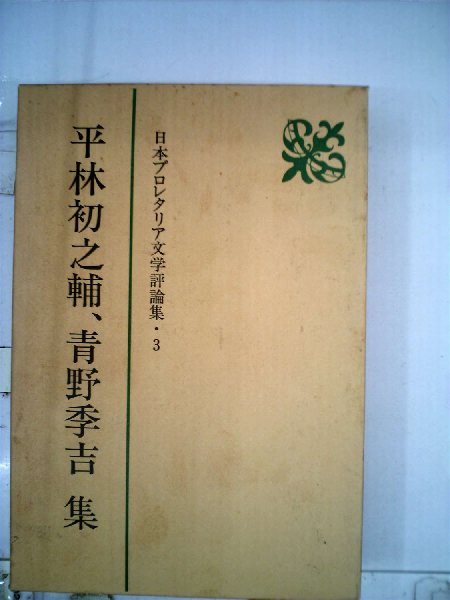 日本プロレタリア文学評論集・3
平林初之輔、青野季吉 集